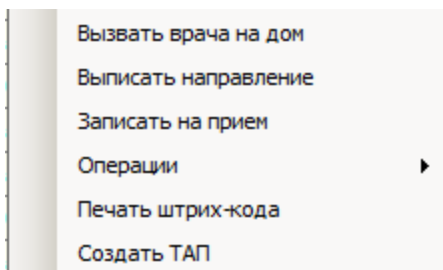 Вызвать врача на дом
Выписать направление
Записать на прием
Операции
Печать штрих-кода
Создать ТАП